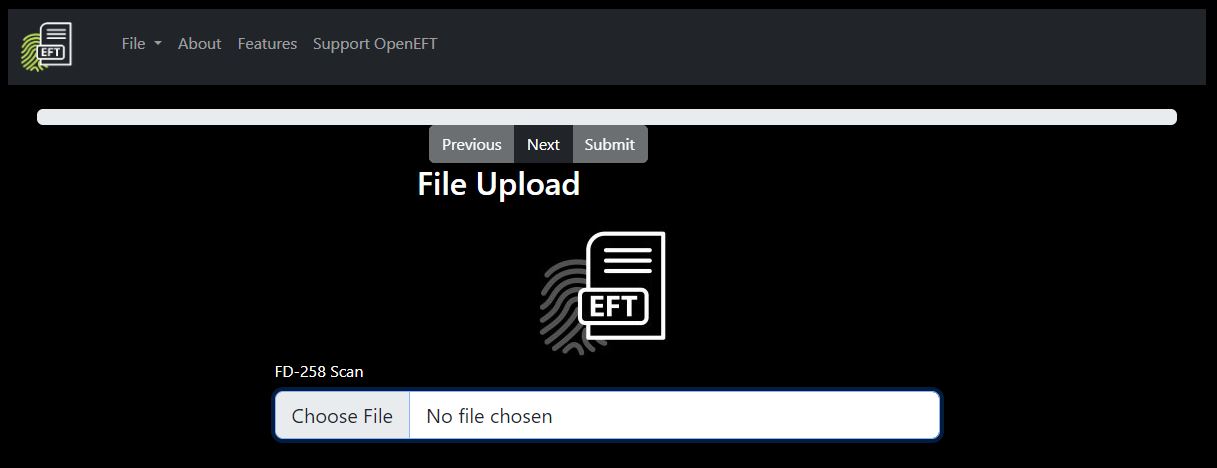 EFT File About Features Support OpenEFT
Previous Next Submit
File Upload
EFT
FD-258 Scan
Choose File No file chosen